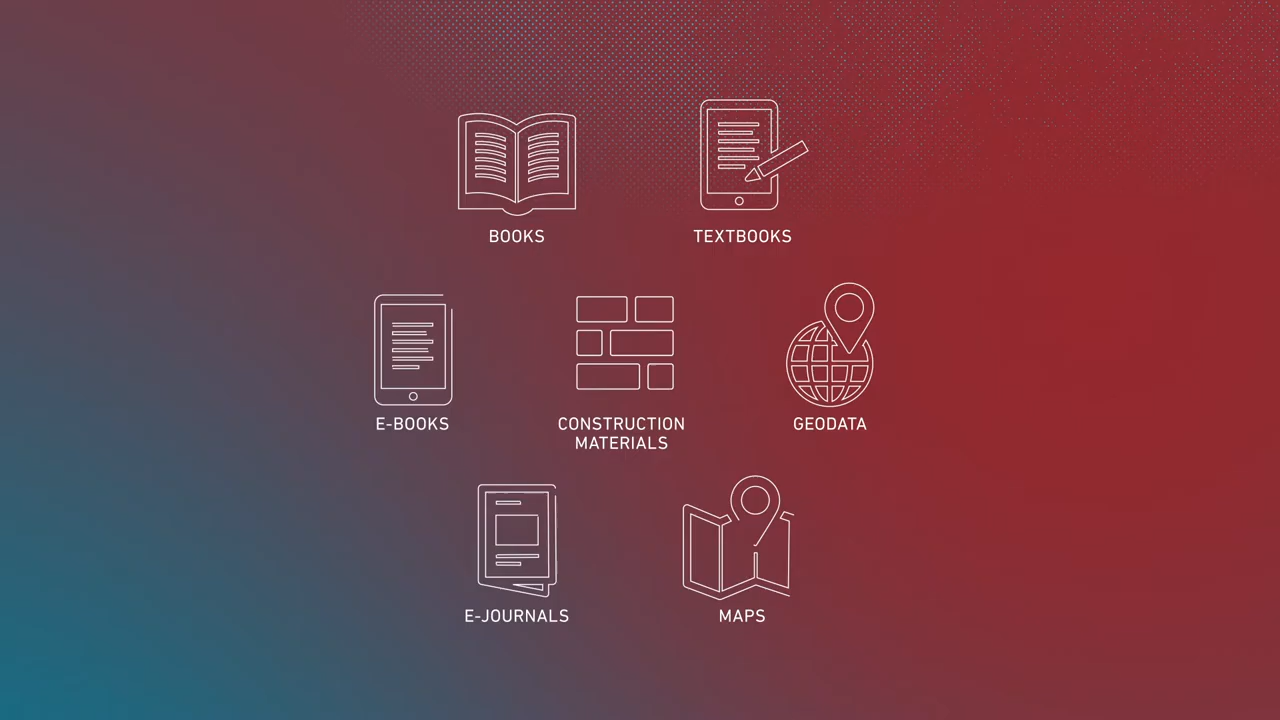 BOOKS
TEXTBOOKS
E-BOOKS
CONSTRUCTION
MATERIALS
GEODATA
E-JOURNALS
MAPS